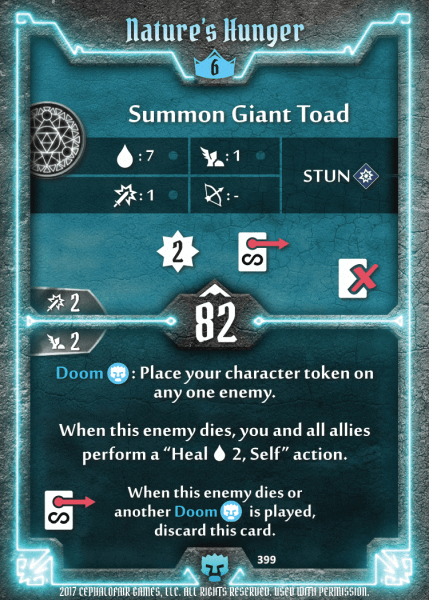 Nature's Hunger
6
Summon Giant Toad
: 7
: 1
STUN
: 1
: -
2
S
2
82
2
Doom : Place your character token on
any one enemy.
When this enemy dies, you and all allies
perform a “Heal 2, Self” action.
S
When this enemy dies or
another Doom is played,
discard this card.
399
2017 Cephalofair Games, LLC. All rights reserved. Used with permission.